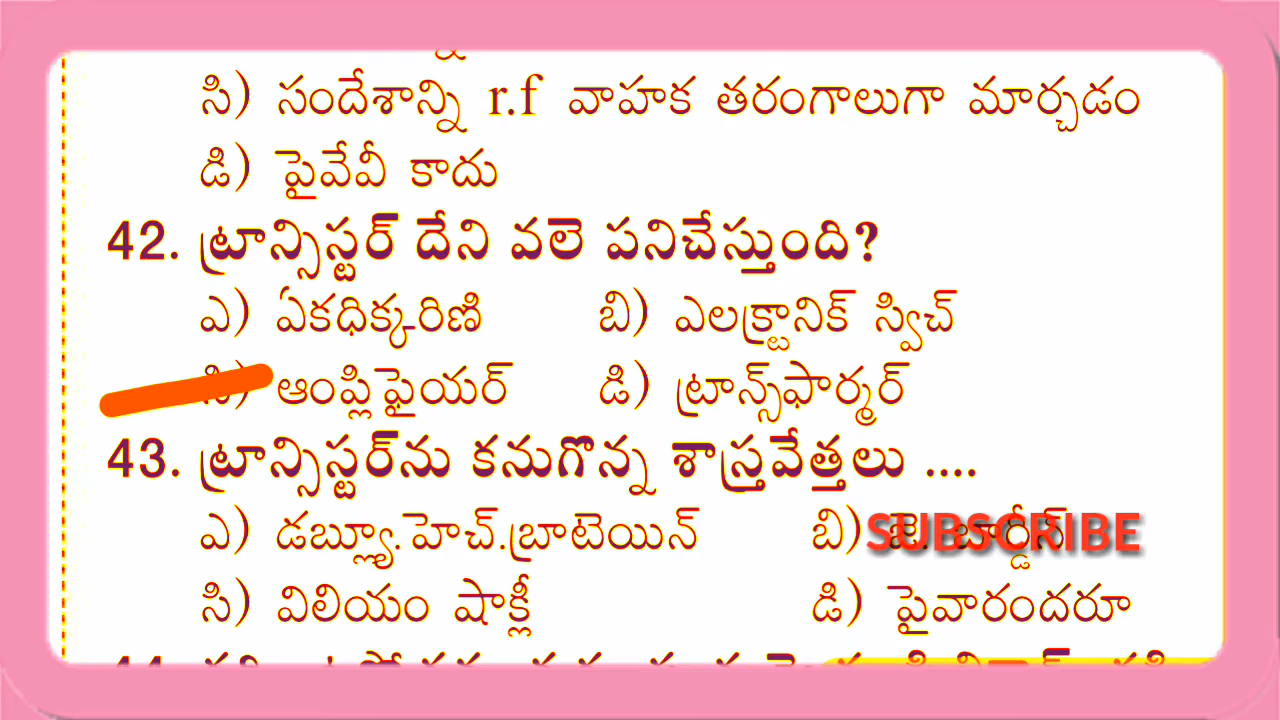 సి) సందేశాన్ని r.f వాహక తరంగాలుగా మార్చడం
డి) పైవేవీ కాదు
42. ట్రాన్సిస్టర్ దేని వలె పనిచేస్తుంది?
ఎ) ఏకధిక్కరిణి బి) ఎలక్ట్రానిక్ స్విచ్
సి) ఆంప్లిఫైయర్ డి) ట్రాన్స్‌ఫార్మర్
43. ట్రాన్సిస్టర్‌ను కనుగొన్న శాస్త్రవేత్తలు ....
ఎ) డబ్ల్యూ.హెచ్.బ్రాటెయిన్ బి) జె. బార్డీన్
SUBSCRIBE
సి) విలియం షాక్లీ డి) పైవారందరూ